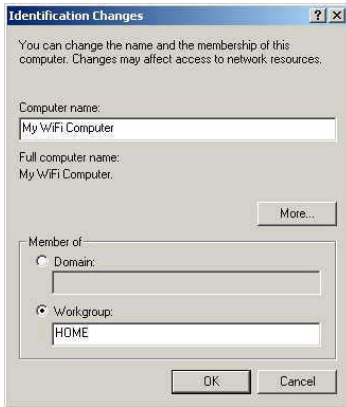 Identification Changes
You can change the name and the membership of this
computer. Changes may affect access to network resources.
Computer name:
My WiFi Computer
Full computer name:
My WiFi Computer.
More...
Member of
Domain:
Workgroup:
HOME
OK
Cancel